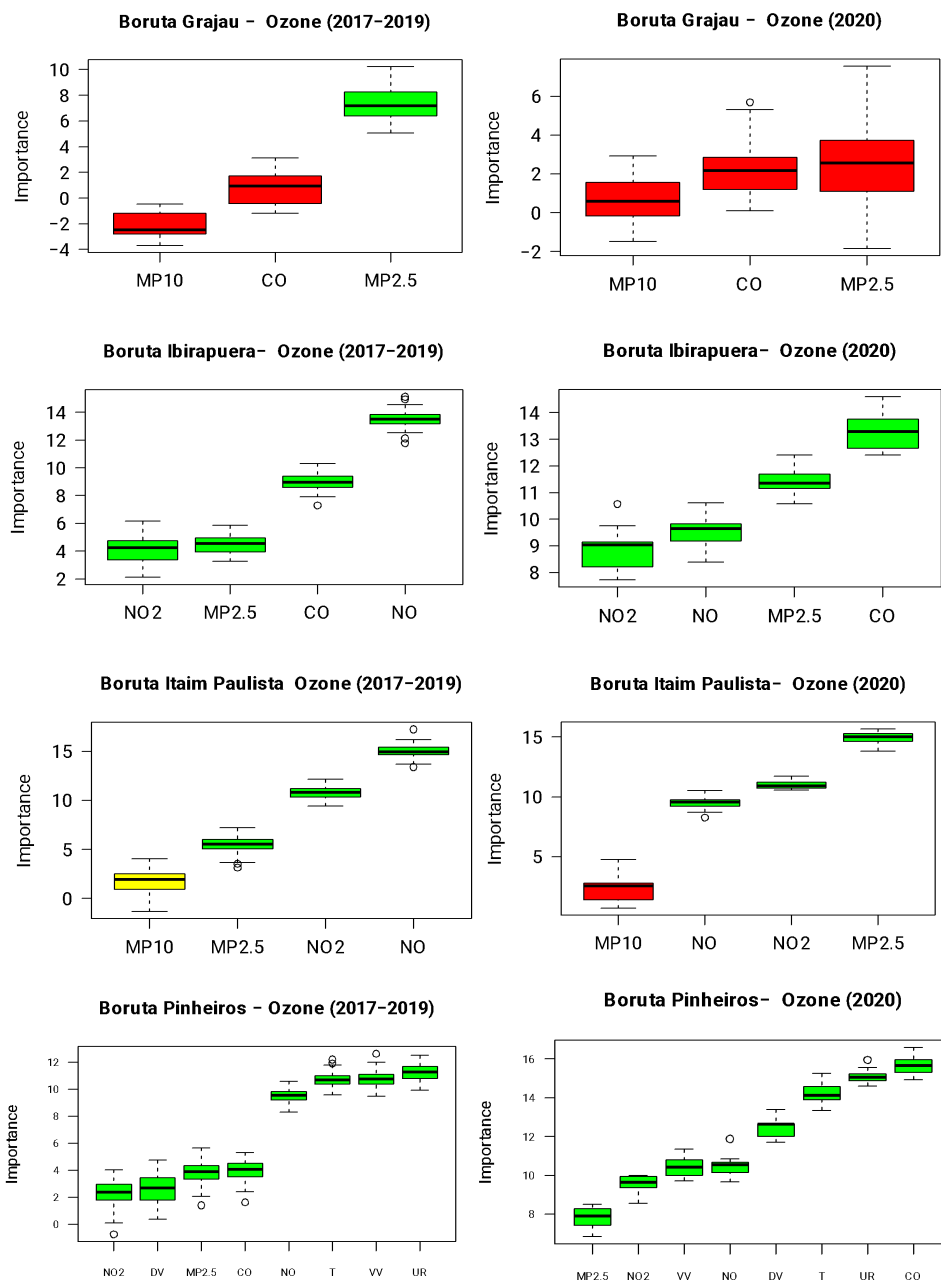 Boruta Grajau - Ozone (2017-2019)
Importance
10
8
6
4
2
0
-2
-4
MP10 CO MP2.5
Boruta Grajau - Ozone (2020)
Importance
6
4
2
0
-2
MP10 CO MP2.5
Boruta Ibirapuera- Ozone (2017-2019)
Importance
14
12
10
8
6
4
2
NO2 MP2.5 CO NO
Boruta Ibirapuera- Ozone (2020)
Importance
14
13
12
11
10
9
8
NO2 NO MP2.5 CO
Boruta Itaim Paulista Ozone (2017-2019)
Importance
15
10
5
0
MP10 MP2.5 NO2 NO
Boruta Itaim Paulista- Ozone (2020)
Importance
15
10
5
MP10 NO NO2 MP2.5
Boruta Pinheiros - Ozone (2017-2019)
Importance
12
10
8
6
4
2
0
NO2 DV MP2.5 CO NO T VV UR
Boruta Pinheiros- Ozone (2020)
Importance
16
14
12
10
8
MP2.5 NO2 VV NO DV T UR CO